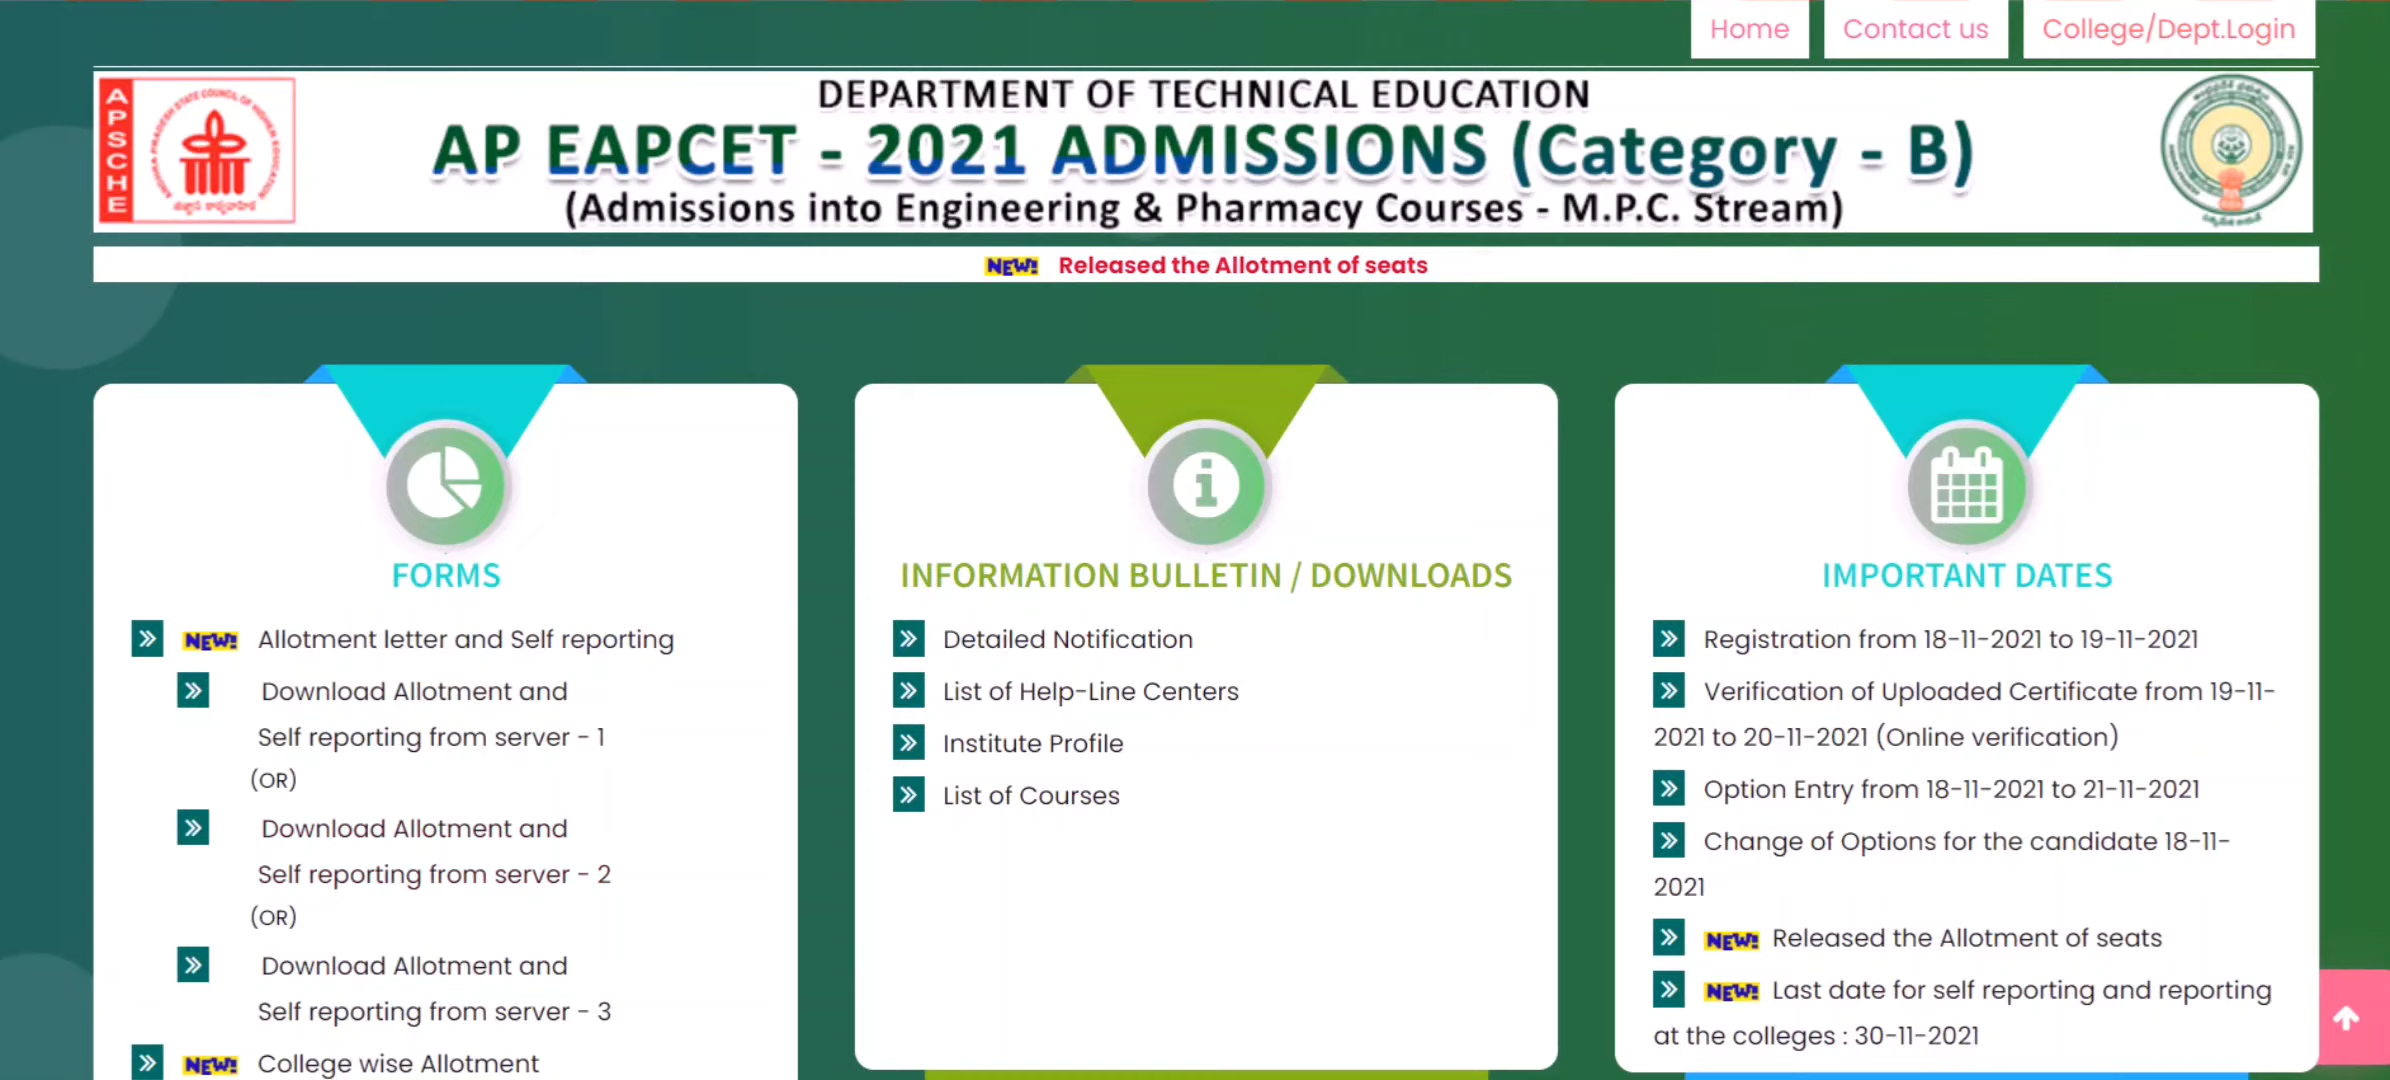 Home
Contact us
College/Dept.Login
APSCHE
DEPARTMENT OF TECHNICAL EDUCATION
AP EAPCET - 2021 ADMISSIONS (Category - B)
(Admissions into Engineering & Pharmacy Courses - M.P.C. Stream)
NEW! Released the Allotment of seats
FORMS
NEW! Allotment letter and Self reporting
Download Allotment and
Self reporting from server - 1
(OR)
Download Allotment and
Self reporting from server - 2
(OR)
Download Allotment and
Self reporting from server - 3
NEW! College wise Allotment
INFORMATION BULLETIN / DOWNLOADS
Detailed Notification
List of Help-Line Centers
Institute Profile
List of Courses
IMPORTANT DATES
Registration from 18-11-2021 to 19-11-2021
Verification of Uploaded Certificate from 19-11-
2021 to 20-11-2021 (Online verification)
Option Entry from 18-11-2021 to 21-11-2021
Change of Options for the candidate 18-11-
2021
NEW! Released the Allotment of seats
NEW! Last date for self reporting and reporting
at the colleges : 30-11-2021